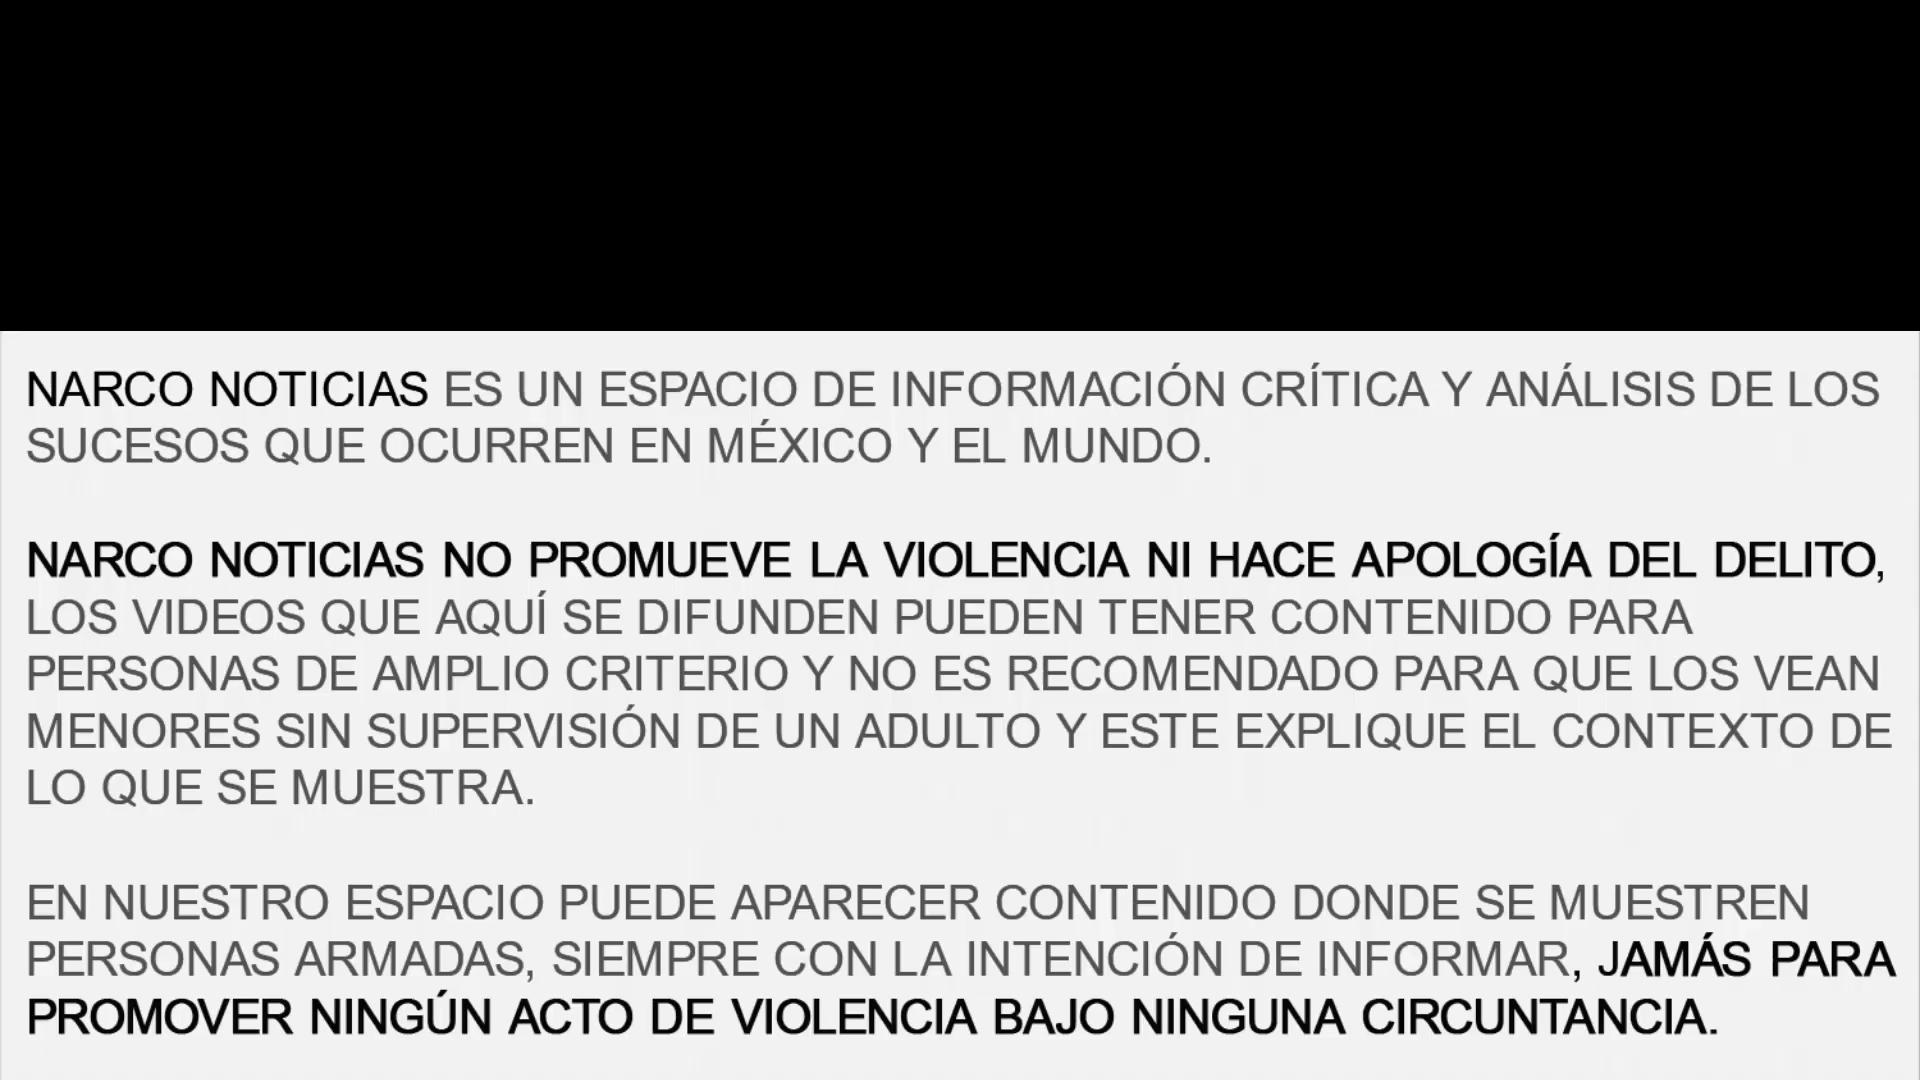 NARCO NOTICIAS ES UN ESPACIO DE INFORMACIÓN CRÍTICA Y ANÁLISIS DE LOS
SUCESOS QUE OCURREN EN MÉXICO Y EL MUNDO.
NARCO NOTICIAS NO PROMUEVE LA VIOLENCIA NI HACE APOLOGÍA DEL DELITO,
LOS VIDEOS QUE AQUÍ SE DIFUNDEN PUEDEN TENER CONTENIDO PARA
PERSONAS DE AMPLIO CRITERIO Y NO ES RECOMENDADO PARA QUE LOS VEAN
MENORES SIN SUPERVISIÓN DE UN ADULTO Y ESTE EXPLIQUE EL CONTEXTO DE
LO QUE SE MUESTRA.
EN NUESTRO ESPACIO PUEDE APARECER CONTENIDO DONDE SE MUESTREN
PERSONAS ARMADAS, SIEMPRE CON LA INTENCIÓN DE INFORMAR, JAMÁS PARA
PROMOVER NINGÚN ACTO DE VIOLENCIA BAJO NINGUNA CIRCUNTANCIA.